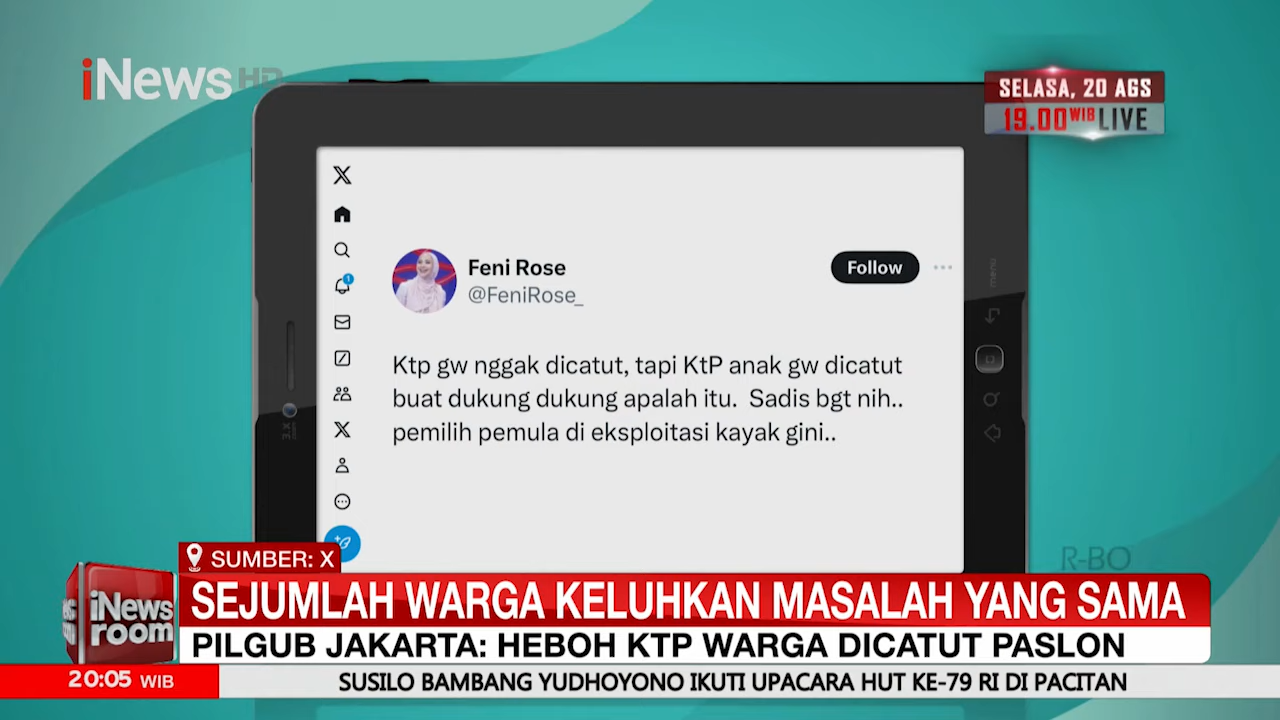 iNews HD
SELASA, 20 AGS
19.00 WIB LIVE
Feni Rose
@FeniRose_
Follow
Ktp gw nggak dicatut, tapi KtP anak gw dicatut
buat dukung dukung apalah itu. Sadis bgt nih..
pemilih pemula di eksploitasi kayak gini..
menu
1
R-BO
SUMBER: X
SEJUMLAH WARGA KELUHKAN MASALAH YANG SAMA
iNews
room
PILGUB JAKARTA: HEBOH KTP WARGA DICATUT PASLON
20:05 WIB
SUSILO BAMBANG YUDHOYONO IKUTI UPACARA HUT KE-79 RI DI PACITAN